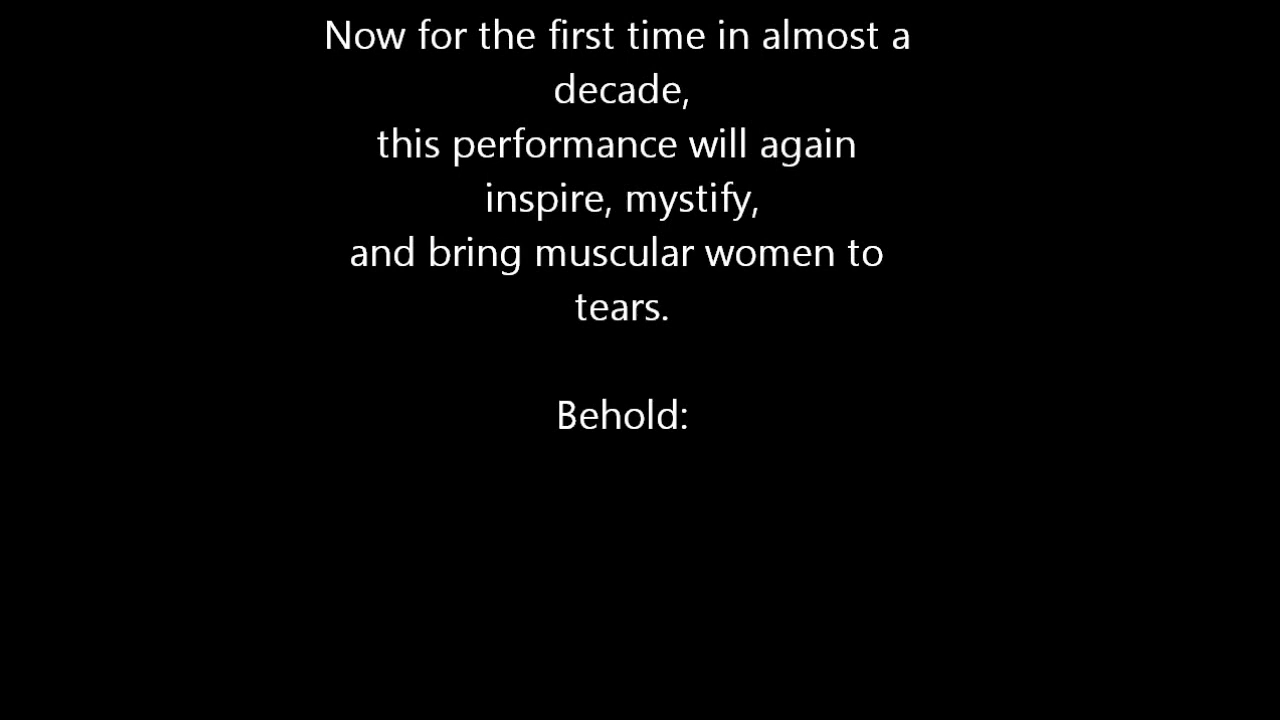 Now for the first time in almost a
decade,
this performance will again
inspire, mystify,
and bring muscular women to
tears.
Behold: